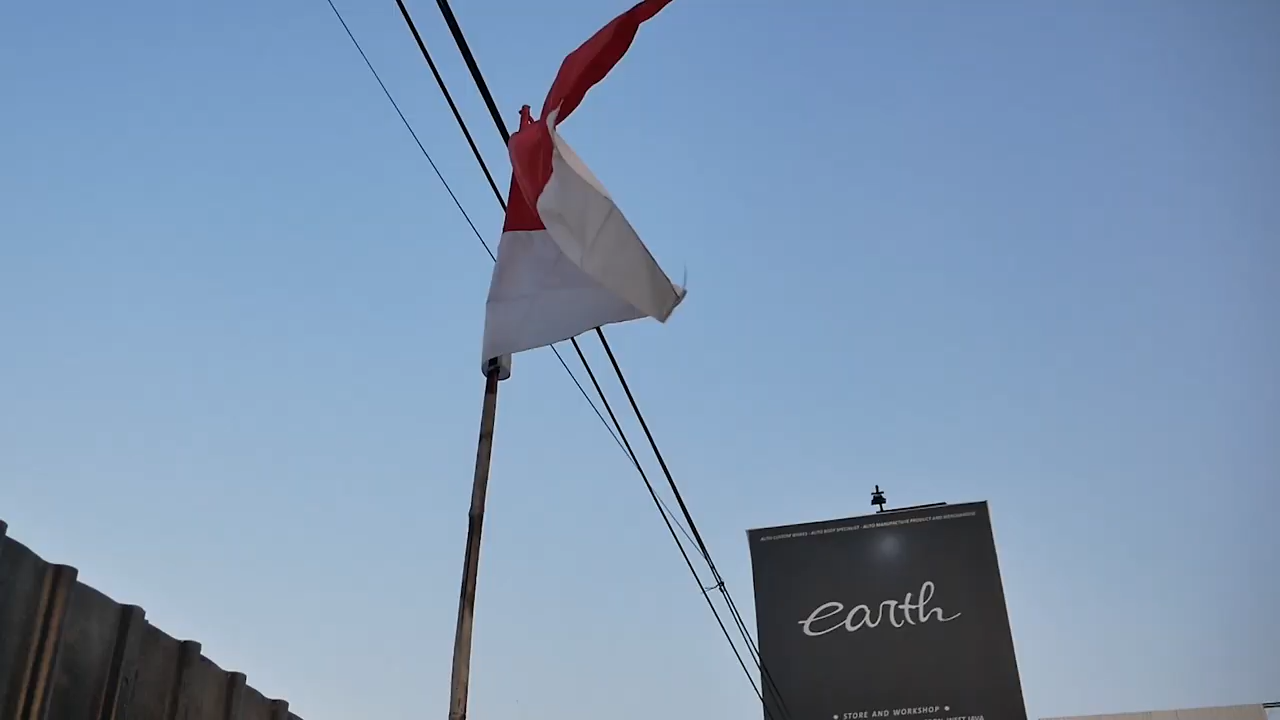 AUTO CUSTOM WORKS - AUTO BODY SPECIALIST - AUTO MANUFACTURE PRODUCT AND MERCHANDISE
earth
• STORE AND WORKSHOP •
WEST JAVA